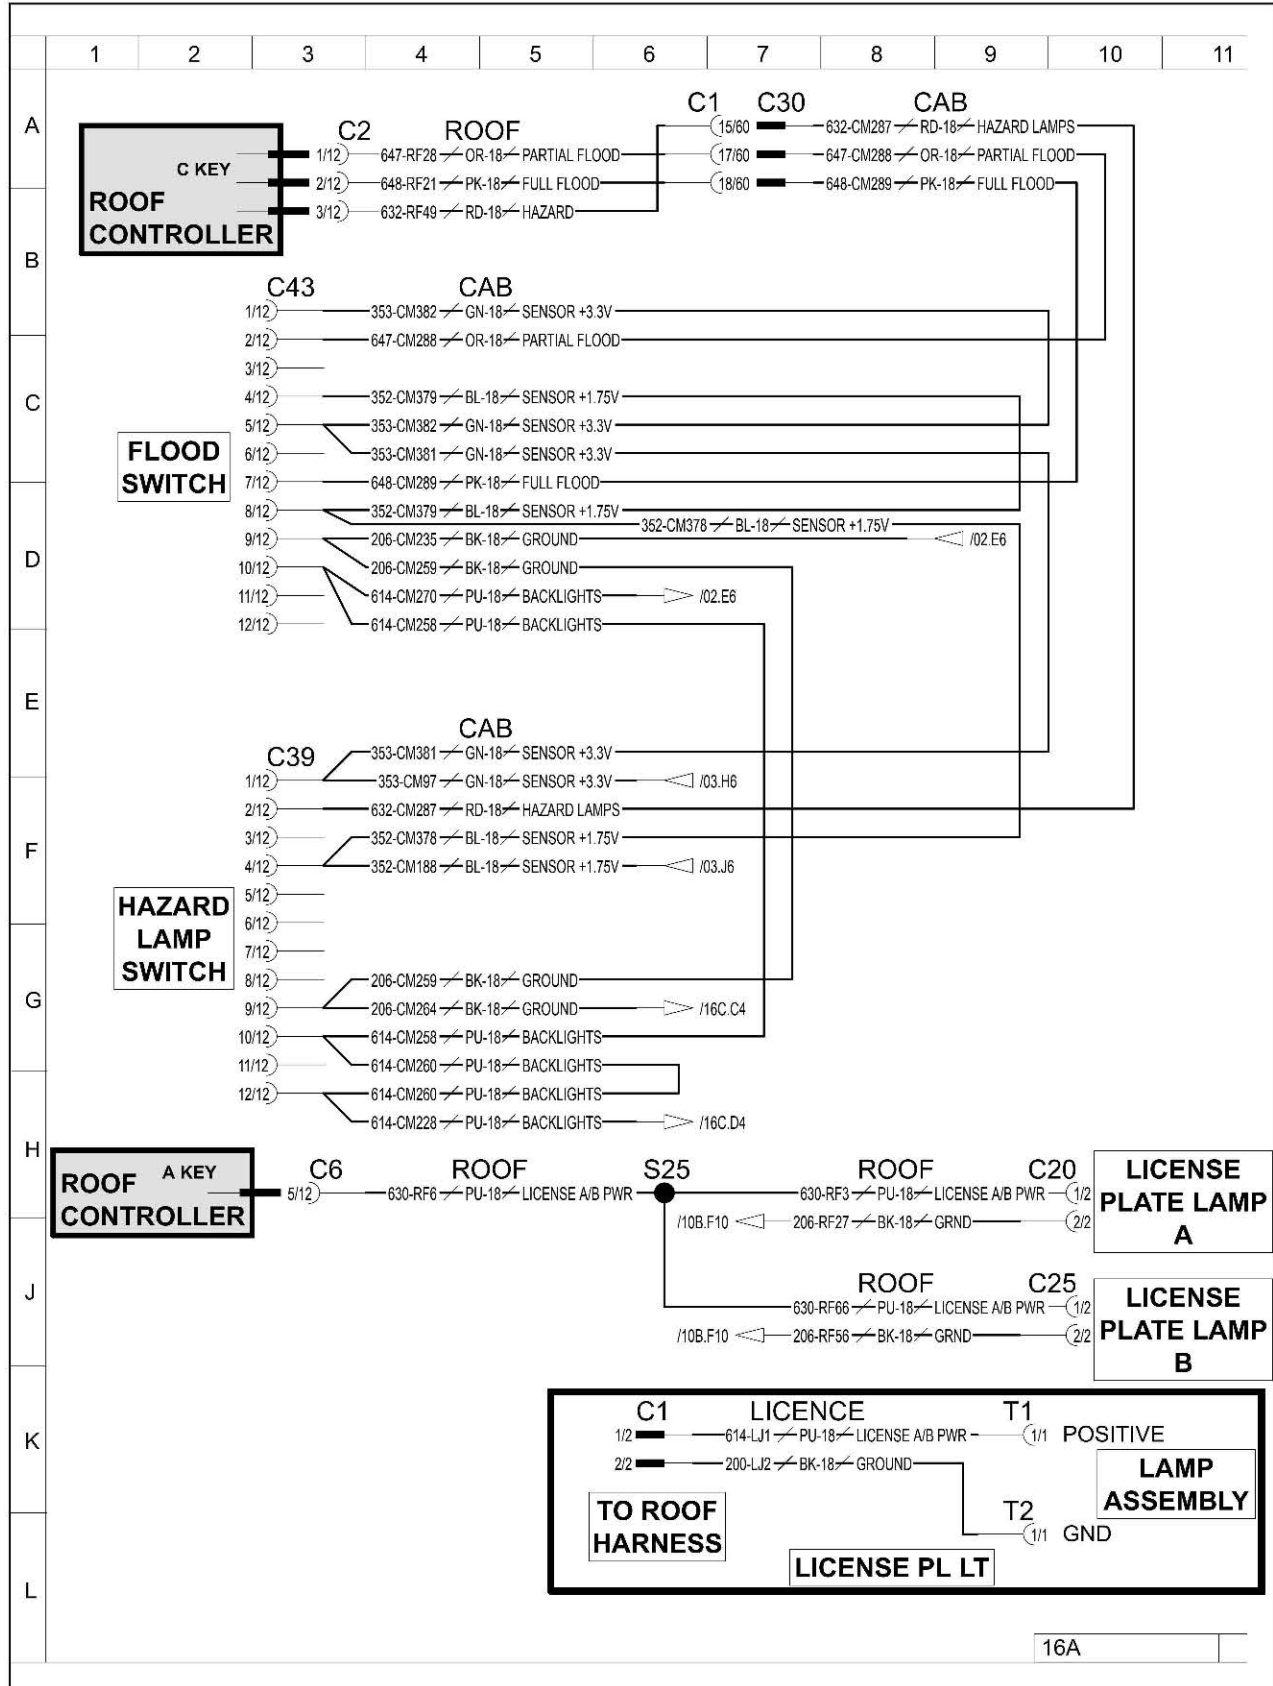 1 2 3 4 5 6 7 8 9 10 11
A
B
C
D
E
F
G
H
J
K
L
C2 ROOF C1 C30 CAB
C KEY
ROOF
CONTROLLER
15/60 632-CM287 RD-18 HAZARD LAMPS
1/12 647-RF28 OR-18 PARTIAL FLOOD 17/60 647-CM288 OR-18 PARTIAL FLOOD
2/12 648-RF21 PK-18 FULL FLOOD 18/60 648-CM289 PK-18 FULL FLOOD
3/12 632-RF49 RD-18 HAZARD
C43 CAB
FLOOD
SWITCH
1/12 353-CM382 GN-18 SENSOR +3.3V
2/12 647-CM288 OR-18 PARTIAL FLOOD
3/12
4/12 352-CM379 BL-18 SENSOR +1.75V
5/12 353-CM382 GN-18 SENSOR +3.3V
6/12 353-CM381 GN-18 SENSOR +3.3V
7/12 648-CM289 PK-18 FULL FLOOD
8/12 352-CM379 BL-18 SENSOR +1.75V
352-CM378 BL-18 SENSOR +1.75V
9/12 206-CM235 BK-18 GROUND /02.E6
10/12 206-CM259 BK-18 GROUND
11/12 614-CM270 PU-18 BACKLIGHTS /02.E6
12/12 614-CM258 PU-18 BACKLIGHTS
C39 CAB
HAZARD
LAMP
SWITCH
353-CM381 GN-18 SENSOR +3.3V
1/12 353-CM97 GN-18 SENSOR +3.3V /03.H6
2/12 632-CM287 RD-18 HAZARD LAMPS
3/12 352-CM378 BL-18 SENSOR +1.75V
4/12 352-CM188 BL-18 SENSOR +1.75V /03.J6
5/12
6/12
7/12
8/12 206-CM259 BK-18 GROUND
9/12 206-CM264 BK-18 GROUND /16C.C4
10/12 614-CM258 PU-18 BACKLIGHTS
11/12 614-CM260 PU-18 BACKLIGHTS
12/12 614-CM260 PU-18 BACKLIGHTS
614-CM228 PU-18 BACKLIGHTS /16C.D4
A KEY
ROOF
CONTROLLER
C6 ROOF S25 ROOF C20
5/12 630-RF6 PU-18 LICENSE A/B PWR 630-RF3 PU-18 LICENSE A/B PWR 1/2
/10B.F10 206-RF27 BK-18 GRND 2/2
LICENSE
PLATE LAMP
A
ROOF C25
630-RF66 PU-18 LICENSE A/B PWR 1/2
/10B.F10 206-RF56 BK-18 GRND 2/2
LICENSE
PLATE LAMP
B
C1 LICENCE T1
1/2 614-LJ1 PU-18 LICENSE A/B PWR 1/1 POSITIVE
2/2 200-LJ2 BK-18 GROUND
LAMP
ASSEMBLY
TO ROOF
HARNESS
T2
1/1 GND
LICENSE PL LT
16A